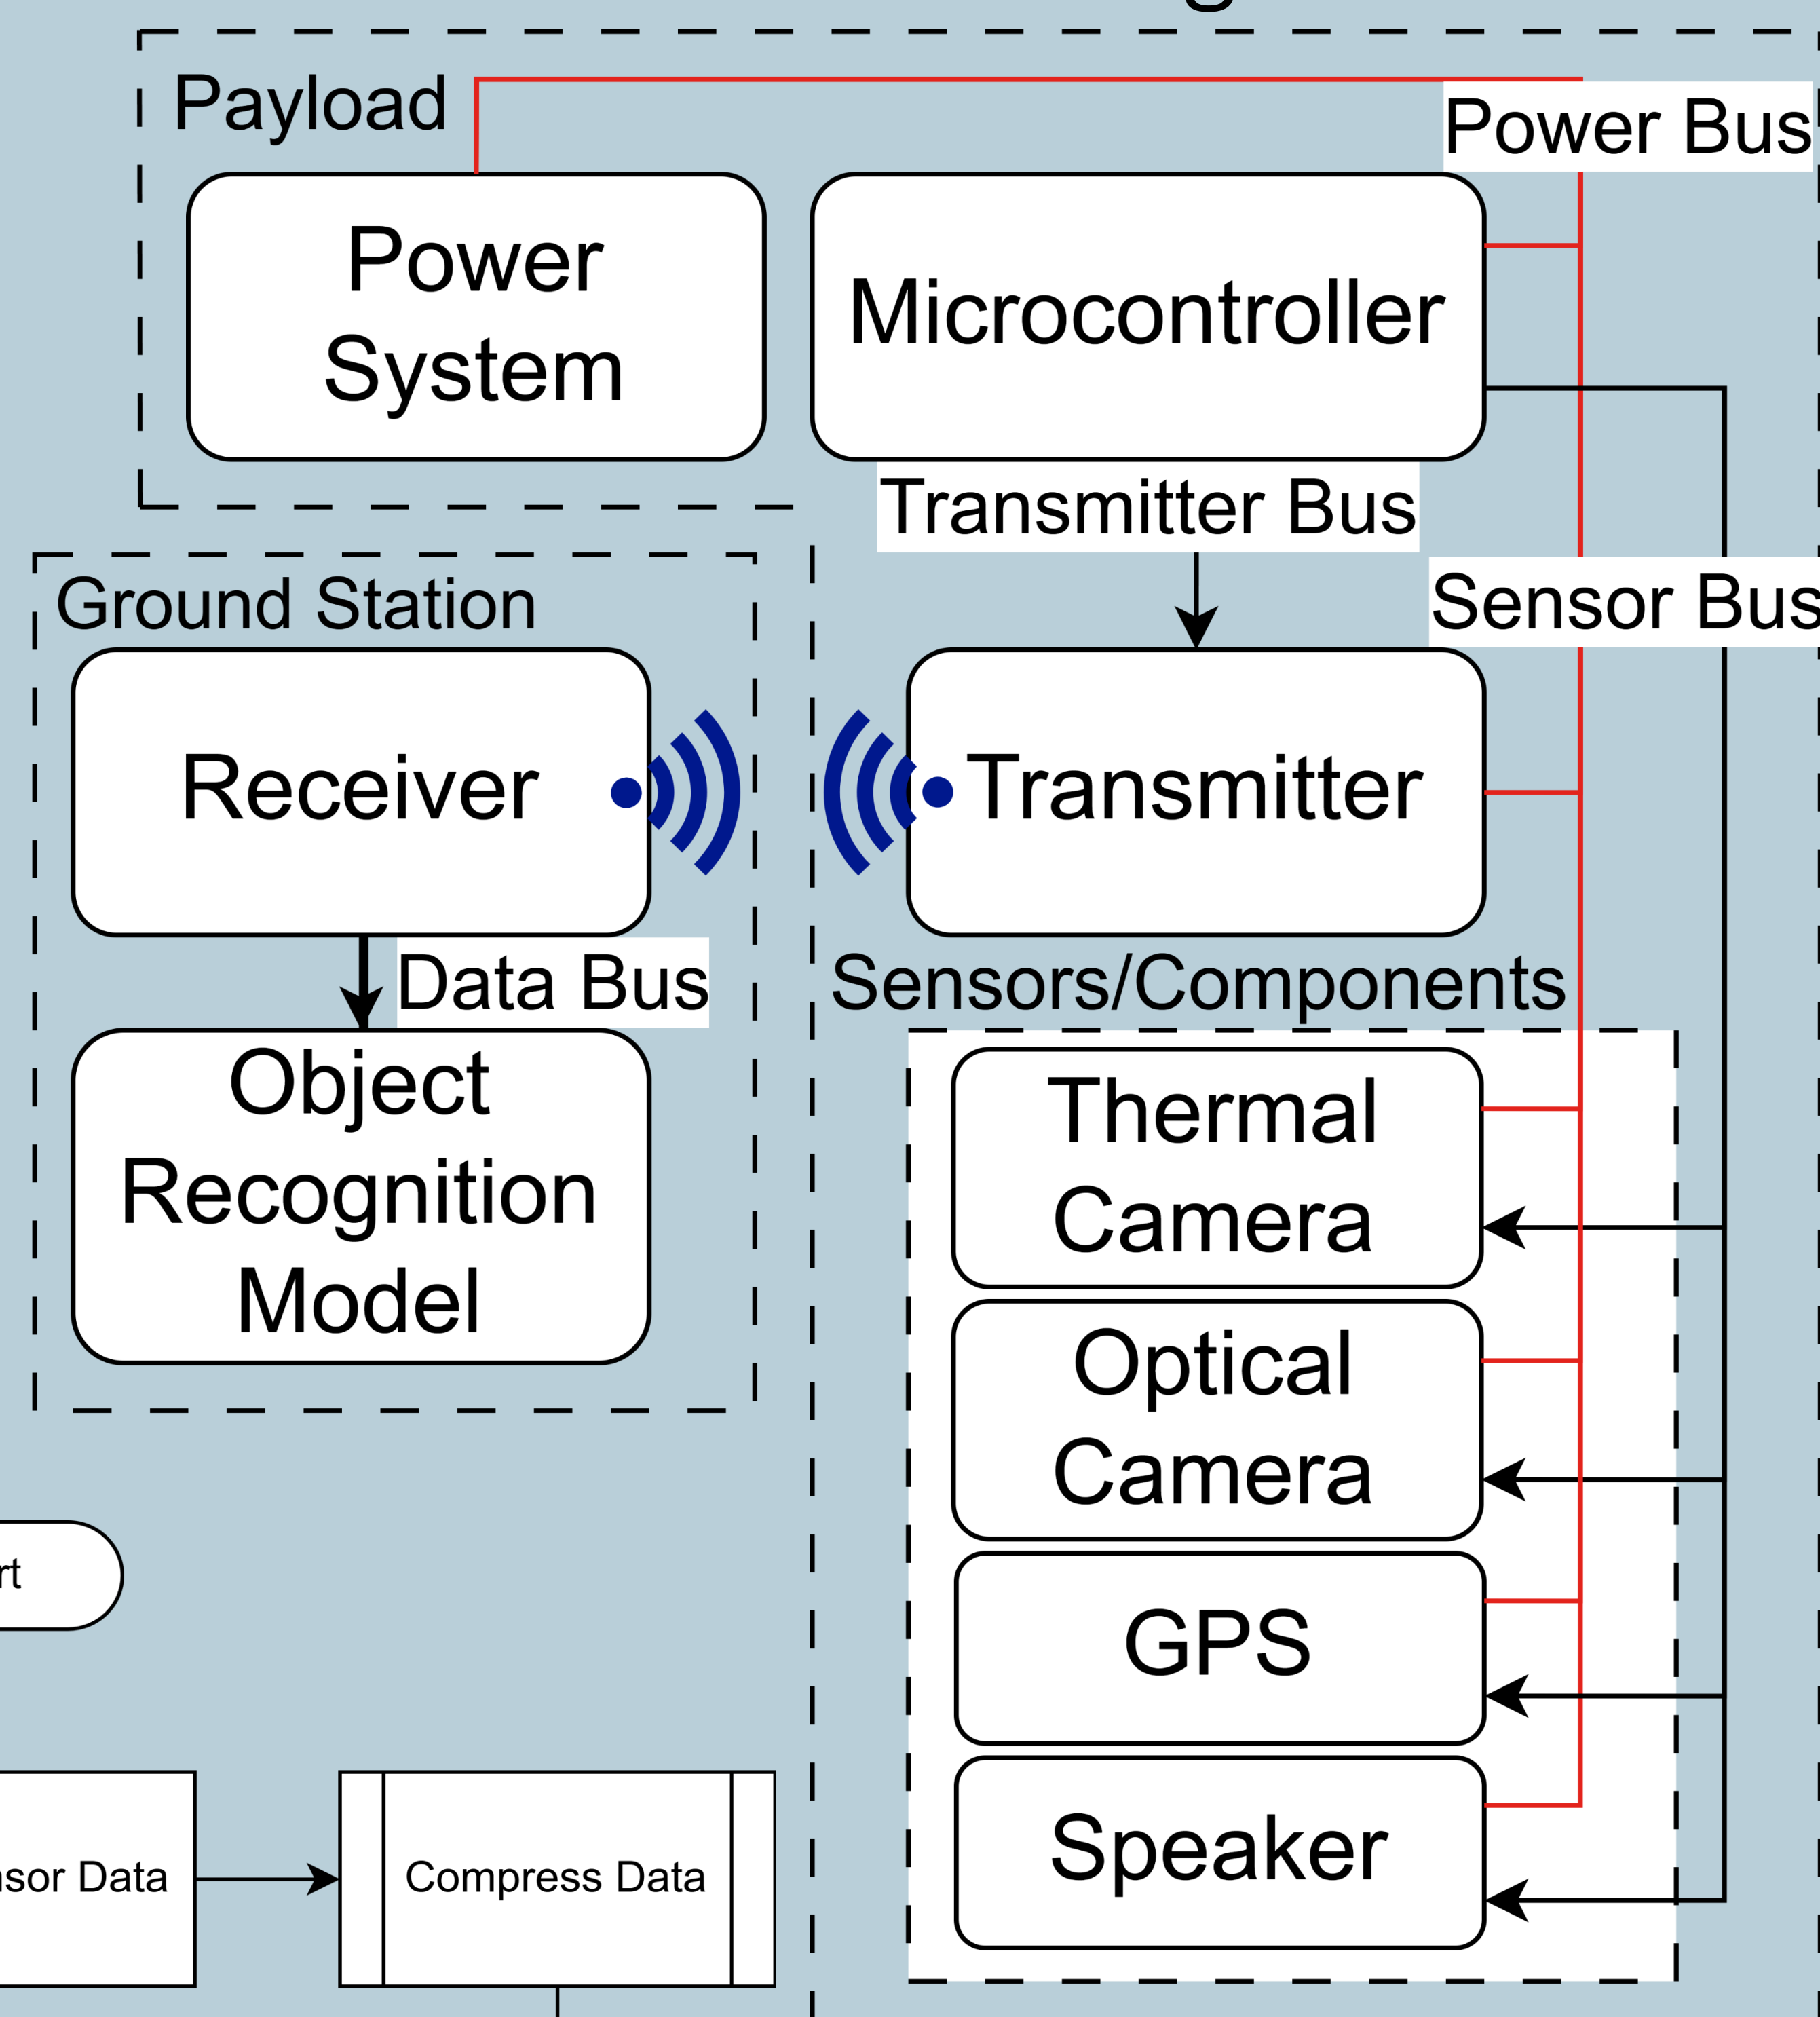 Payload
Power Bus
Power
System
Microcontroller
Transmitter Bus
Ground Station
Sensor Bus
Receiver
Transmitter
Data Bus
Sensors/Components
Object
Recognition
Model
Thermal
Camera
Optical
Camera
GPS
Speaker
Data
Compress Data